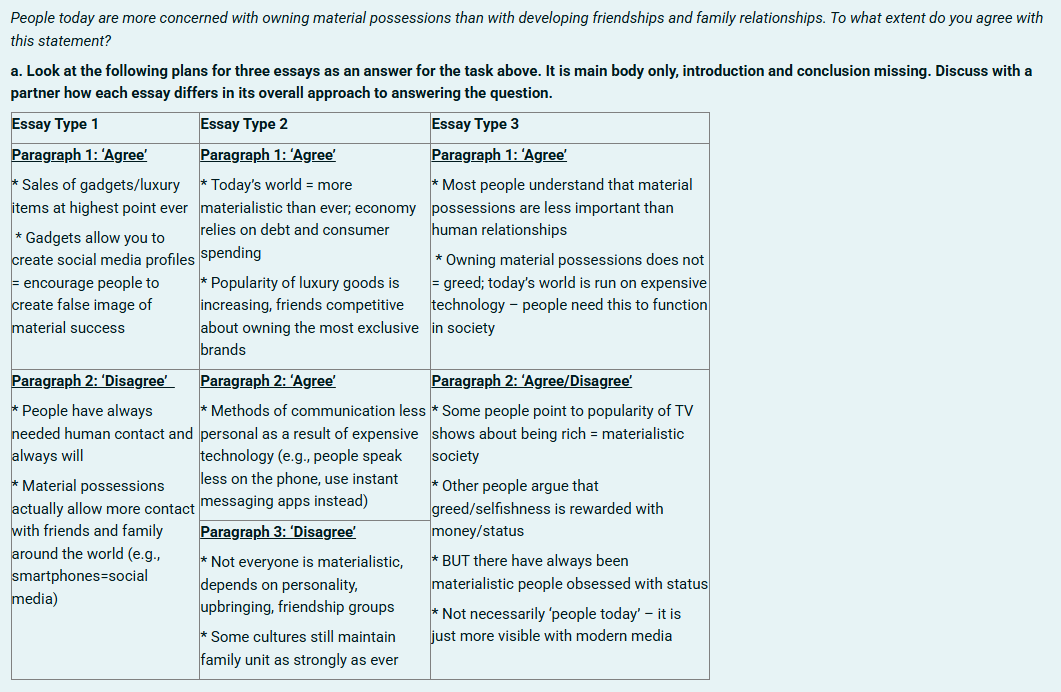 People today are more concerned with owning material possessions than with developing friendships and family relationships. To what extent do you agree with
this statement?
a. Look at the following plans for three essays as an answer for the task above. It is main body only, introduction and conclusion missing. Discuss with a
partner how each essay differs in its overall approach to answering the question.
Essay Type 1
Paragraph 1: ‘Agree’
* Sales of gadgets/luxury
items at highest point ever
* Gadgets allow you to
create social media profiles
= encourage people to
create false image of
material success
Paragraph 2: ‘Disagree’
* People have always
needed human contact and
always will
* Material possessions
actually allow more contact
with friends and family
around the world (e.g.,
smartphones=social
media)
Essay Type 2
Paragraph 1: ‘Agree’
* Today’s world = more
materialistic than ever; economy
relies on debt and consumer
spending
* Popularity of luxury goods is
increasing, friends competitive
about owning the most exclusive
brands
Paragraph 2: ‘Agree’
* Methods of communication less
personal as a result of expensive
technology (e.g., people speak
less on the phone, use instant
messaging apps instead)
Paragraph 3: ‘Disagree’
* Not everyone is materialistic,
depends on personality,
upbringing, friendship groups
* Some cultures still maintain
family unit as strongly as ever
Essay Type 3
Paragraph 1: ‘Agree’
* Most people understand that material
possessions are less important than
human relationships
* Owning material possessions does not
= greed; today’s world is run on expensive
technology – people need this to function
in society
Paragraph 2: ‘Agree/Disagree’
* Some people point to popularity of TV
shows about being rich = materialistic
society
* Other people argue that
greed/selfishness is rewarded with
money/status
* BUT there have always been
materialistic people obsessed with status
* Not necessarily ‘people today’ – it is
just more visible with modern media